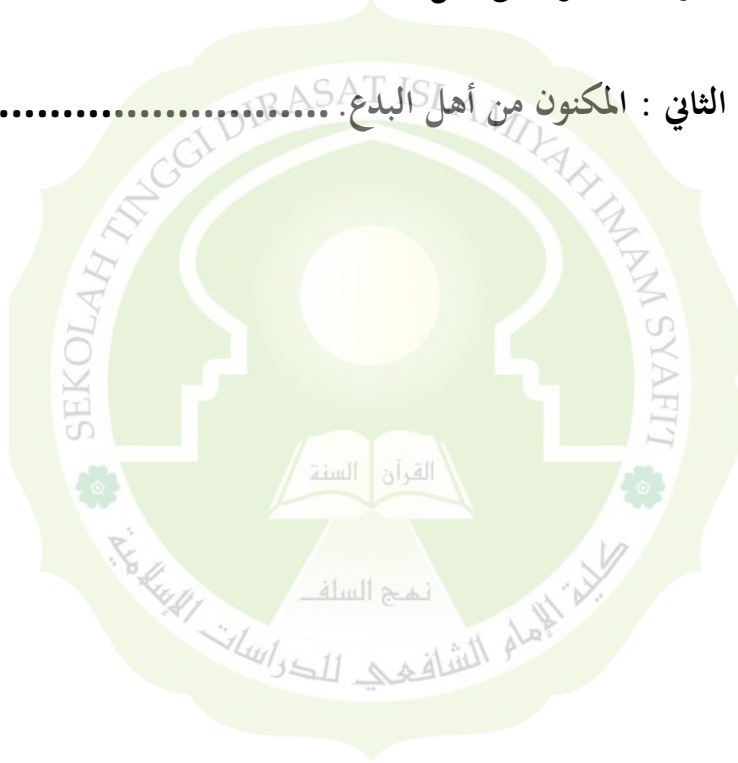 الثاني : المكنون من أهل البدع. ............................
SEKOLAH TINGGI DIRASAT ISLAMIYAH IMAM SYAFI'I
القرآن السنة
نهج السلف
كلية الإمام الشافعي للدراسات الإسلامية